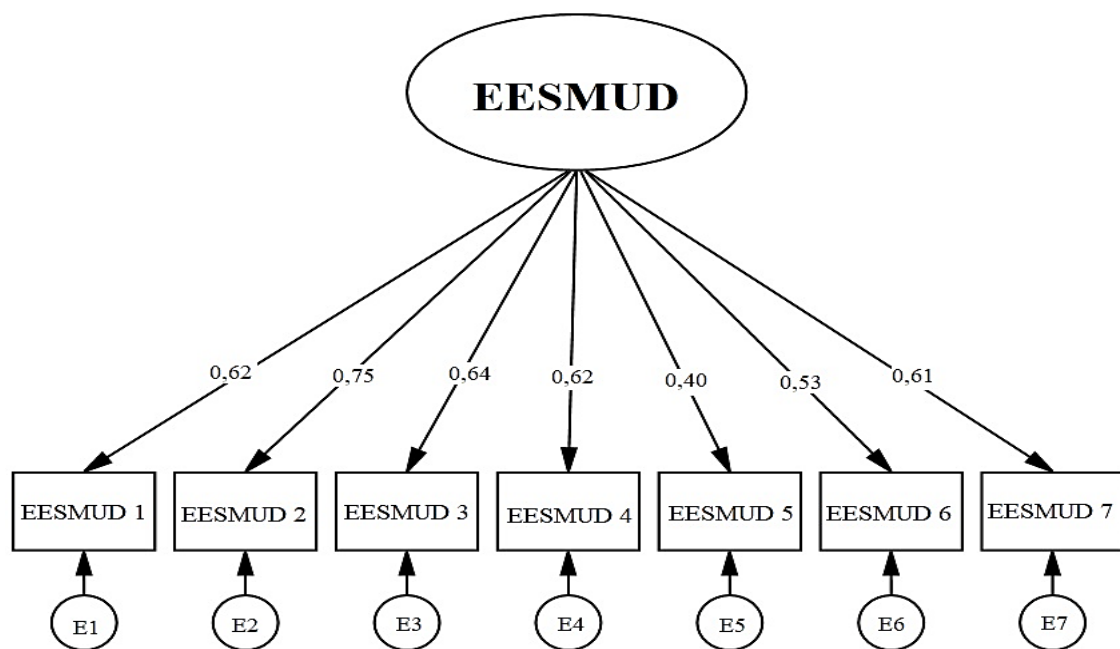 EESMUD
0,62 0,75 0,64 0,62 0,40 0,53 0,61
EESMUD 1 EESMUD 2 EESMUD 3 EESMUD 4 EESMUD 5 EESMUD 6 EESMUD 7
E1 E2 E3 E4 E5 E6 E7